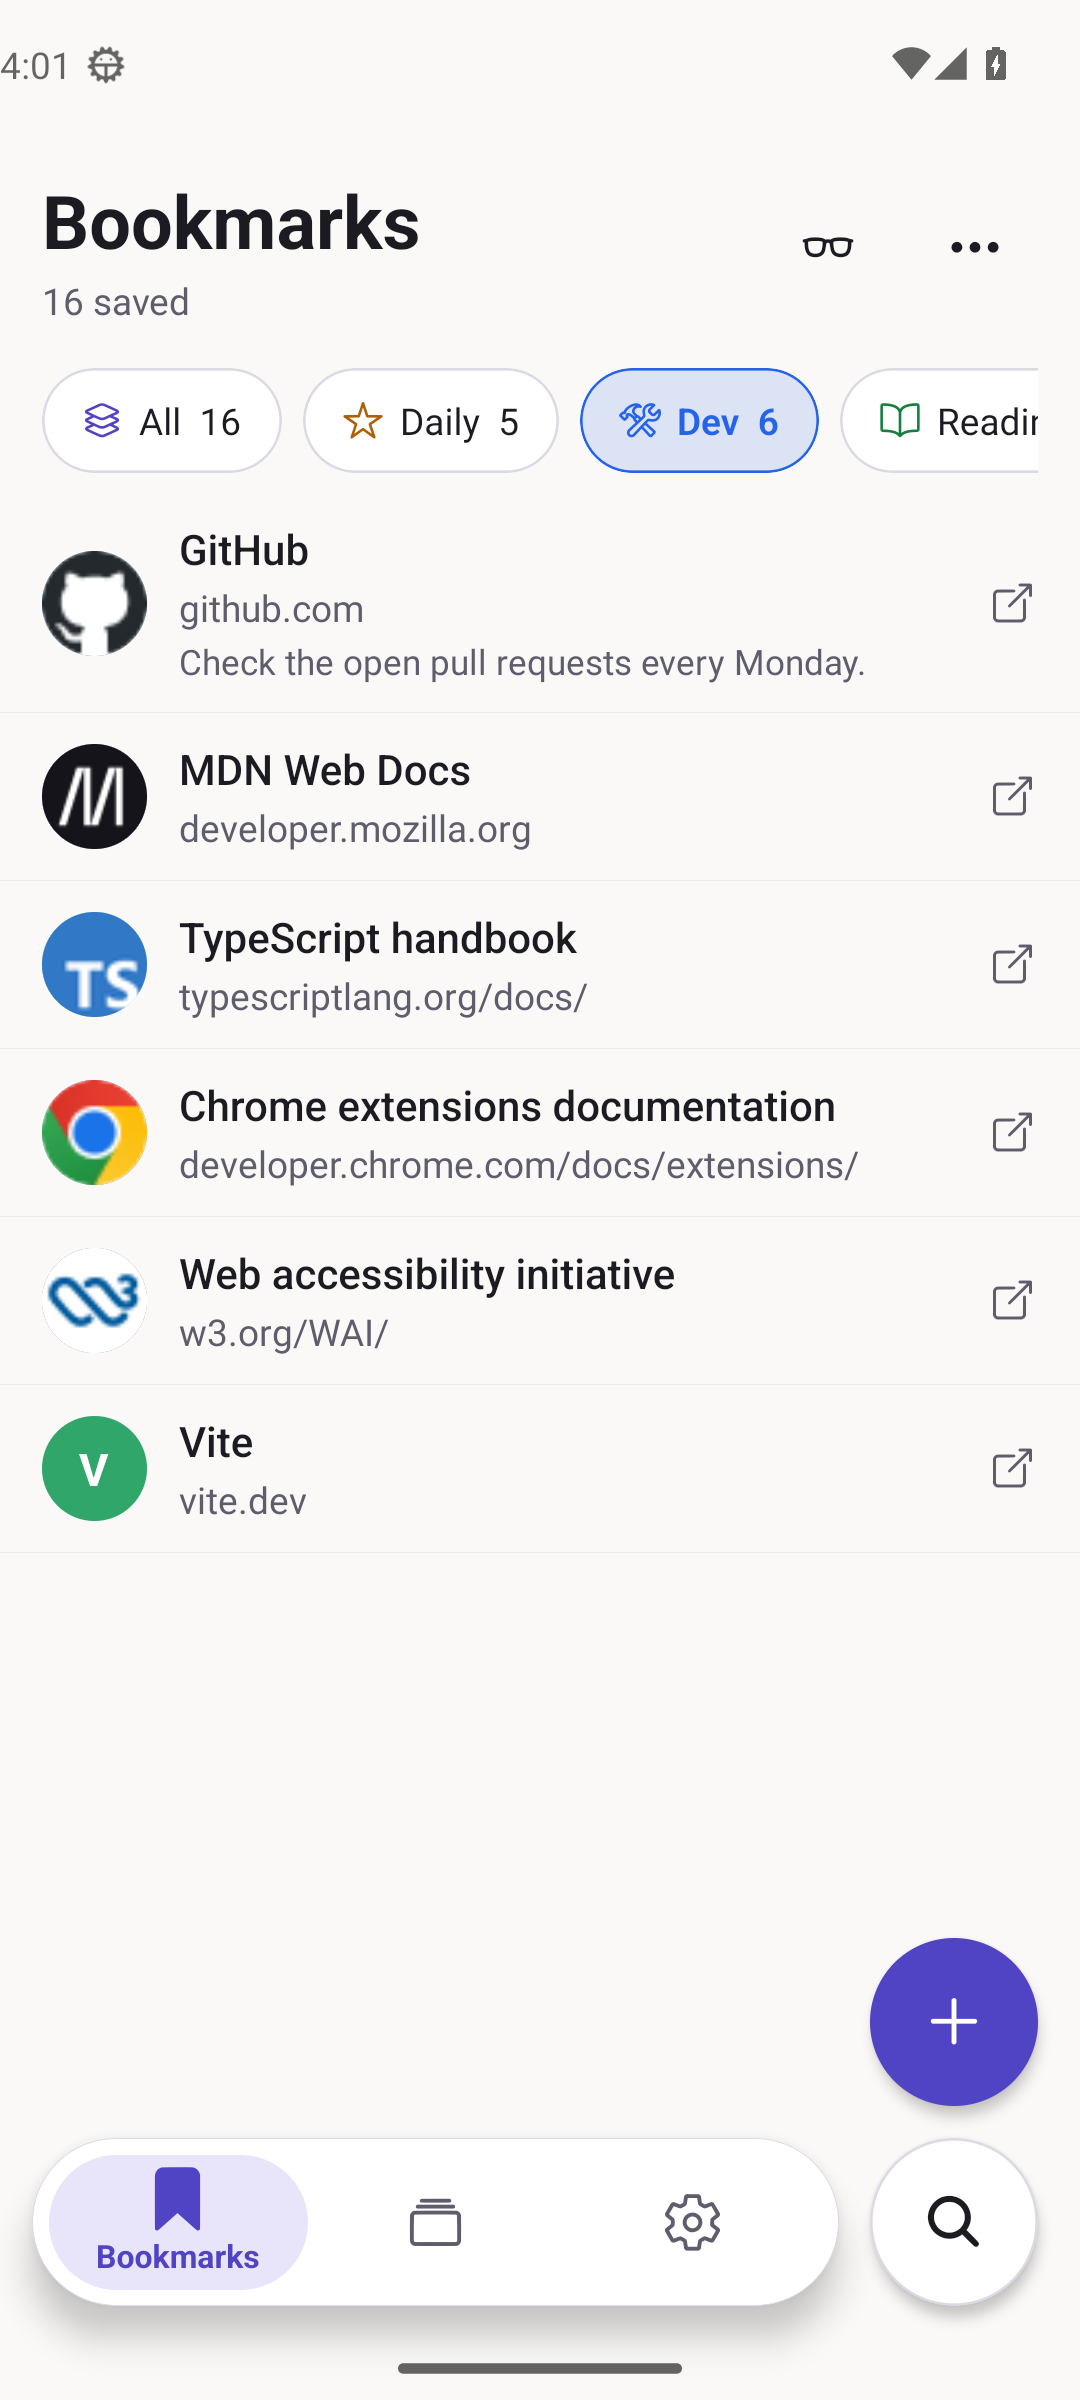 4:01
Bookmarks
16 saved
All 16
Daily 5
Dev 6
Readin
GitHub
github.com
Check the open pull requests every Monday.
MDN Web Docs
developer.mozilla.org
TS
TypeScript handbook
typescriptlang.org/docs/
Chrome extensions documentation
developer.chrome.com/docs/extensions/
Web accessibility initiative
w3.org/WAI/
V
Vite
vite.dev
Bookmarks